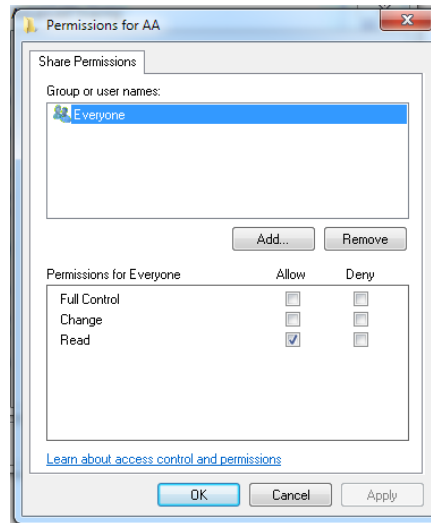 Permissions for AA
Share Permissions
Group or user names:
Everyone
Add... Remove
Permissions for Everyone Allow Deny
Full Control
Change
Read
Learn about access control and permissions
OK Cancel Apply